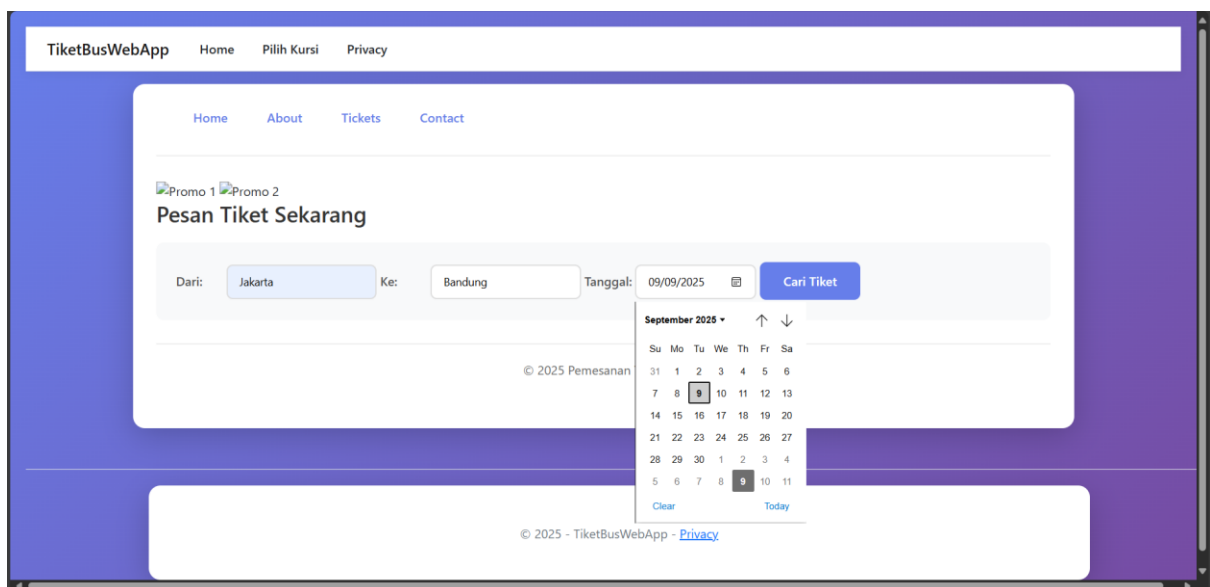 TiketBusWebApp Home Pilih Kursi Privacy
Home About Tickets Contact
Promo 1 Promo 2
Pesan Tiket Sekarang
Dari: Jakarta Ke: Bandung Tanggal: 09/09/2025 Cari Tiket
September 2025
Su Mo Tu We Th Fr Sa
31 1 2 3 4 5 6
7 8 9 10 11 12 13
14 15 16 17 18 19 20
21 22 23 24 25 26 27
28 29 30 1 2 3 4
5 6 7 8 9 10 11
Clear Today
© 2025 Pemesanan
© 2025 - TiketBusWebApp - Privacy